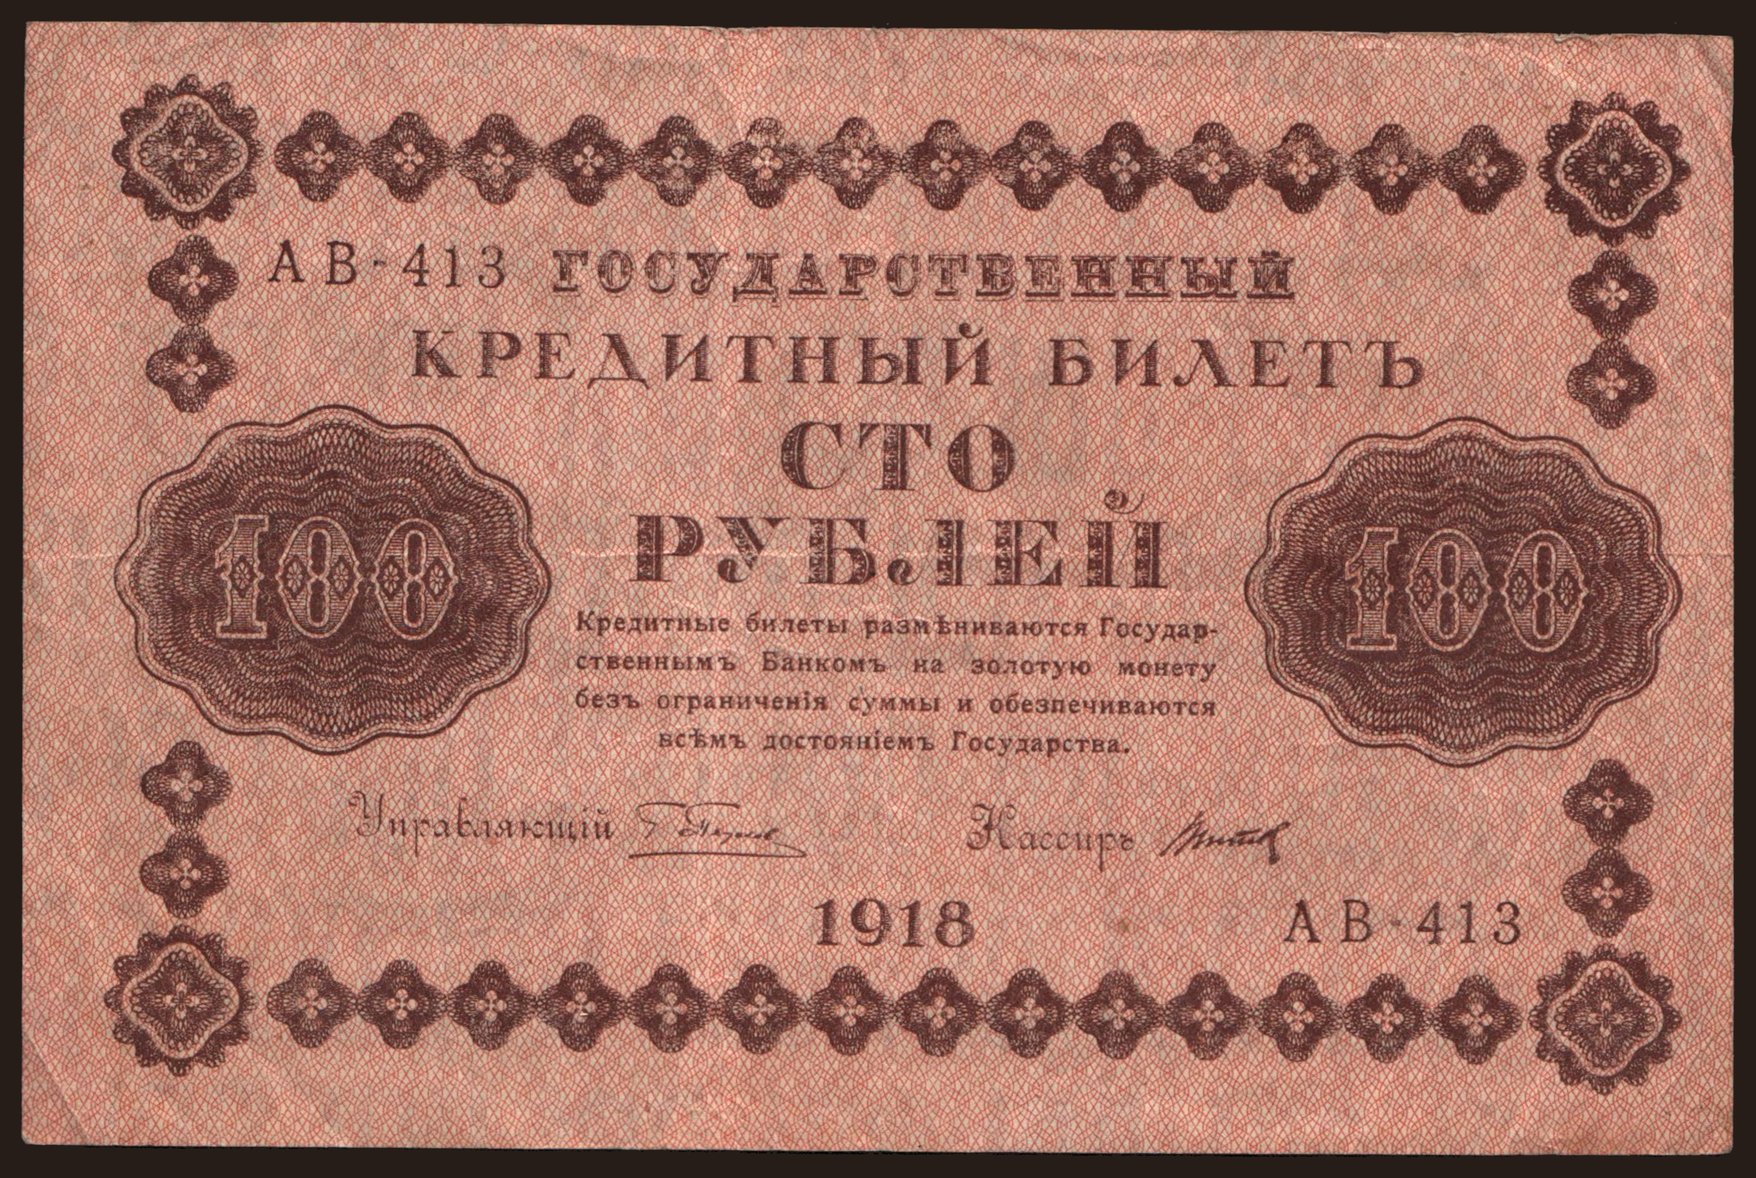 АВ-413 ГОСУДАРСТВЕННЫЙ
КРЕДИТНЫЙ БИЛЕТЪ
СТО
РУБЛЕЙ
100
100
Кредитные билеты размѣниваются Государ-
ственнымъ Банкомъ на золотую монету
безъ ограниченія суммы и обезпечиваются
всѣмъ достояніемъ Государства.
Управляющій
Кассиръ
1918
АВ-413